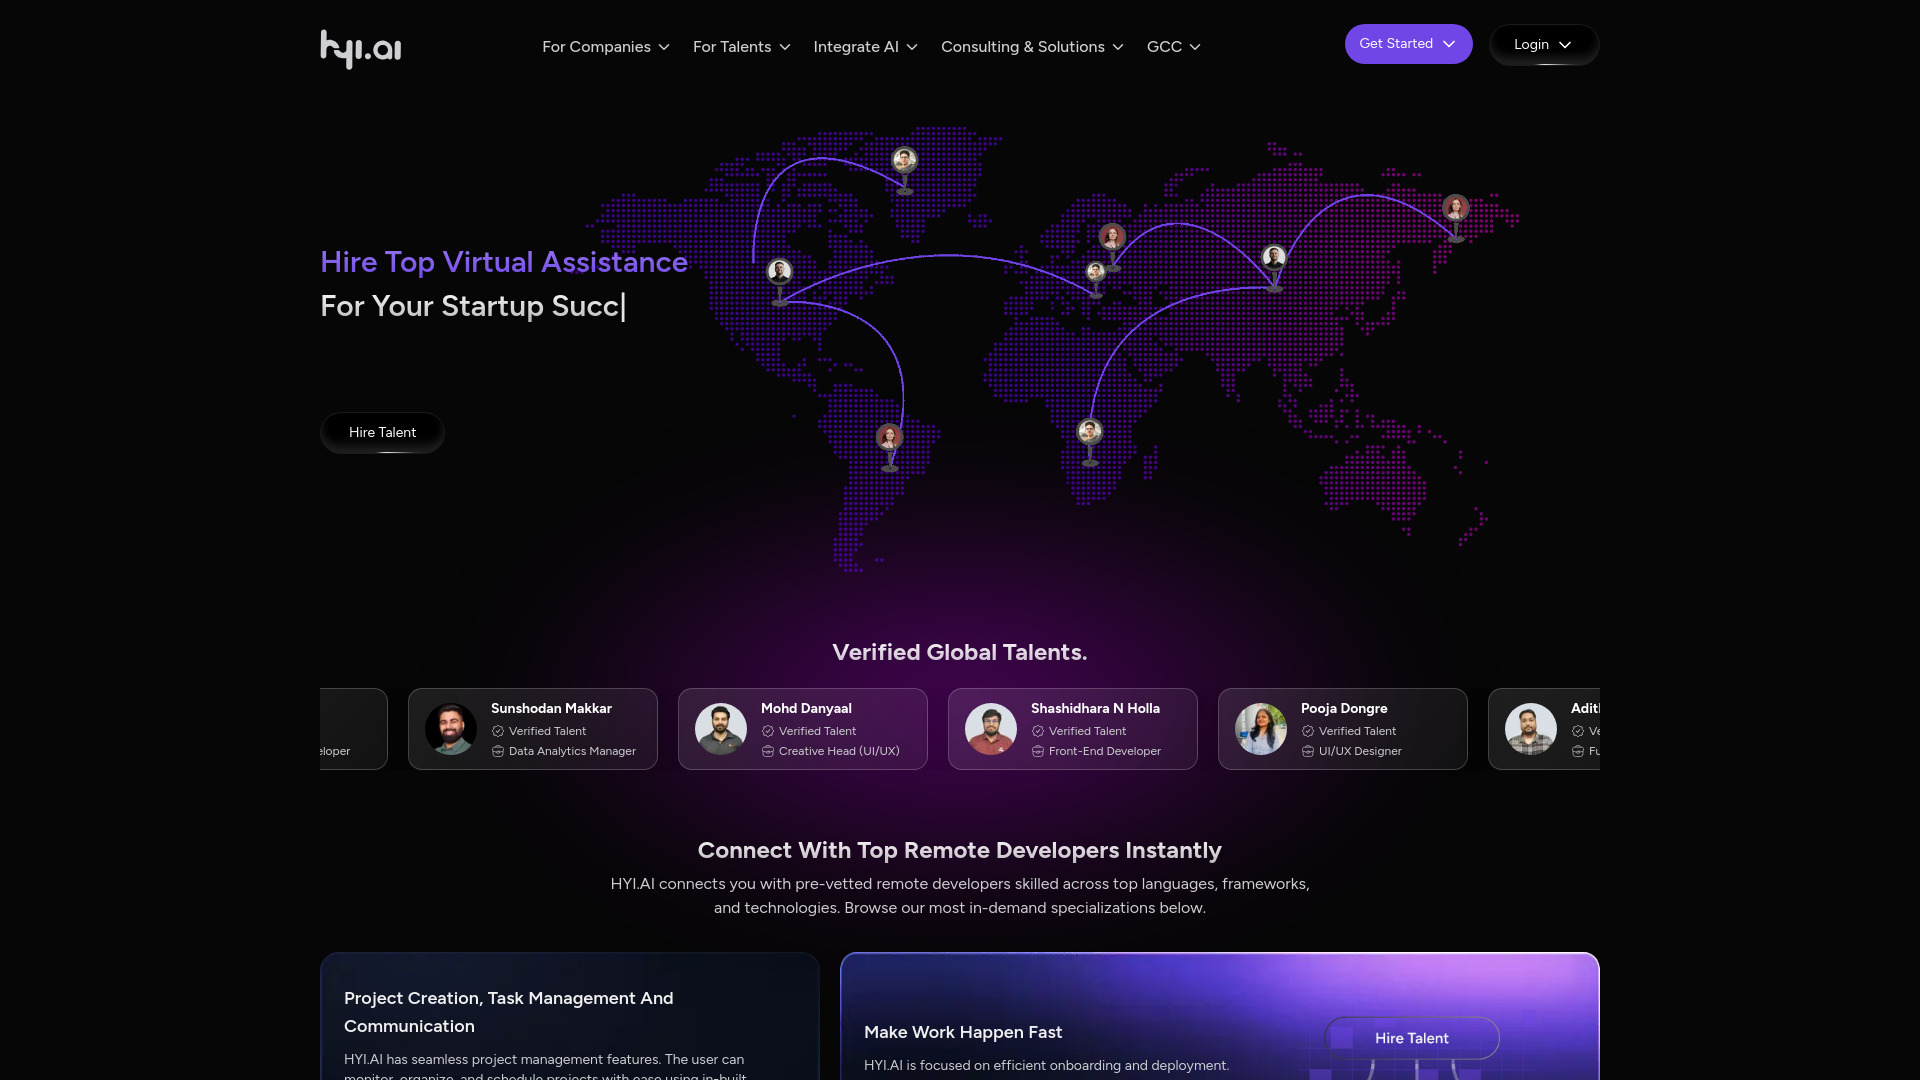 hyi.ai
For Companies
For Talents
Integrate AI
Consulting & Solutions
GCC
Get Started
Login
Hire Top Virtual Assistance
For Your Startup Succ|
Hire Talent
Verified Global Talents.
eloper
Sunshodan Makkar
Verified Talent
Data Analytics Manager
Mohd Danyaal
Verified Talent
Creative Head (UI/UX)
Shashidhara N Holla
Verified Talent
Front-End Developer
Pooja Dongre
Verified Talent
UI/UX Designer
Adit
Ve
Fu
Connect With Top Remote Developers Instantly
HYI.AI connects you with pre-vetted remote developers skilled across top languages, frameworks,
and technologies. Browse our most in-demand specializations below.
Project Creation, Task Management And
Communication
HYI.AI has seamless project management features. The user can
monitor, organize, and schedule projects with ease using in-built
Make Work Happen Fast
HYI.AI is focused on efficient onboarding and deployment.
Hire Talent